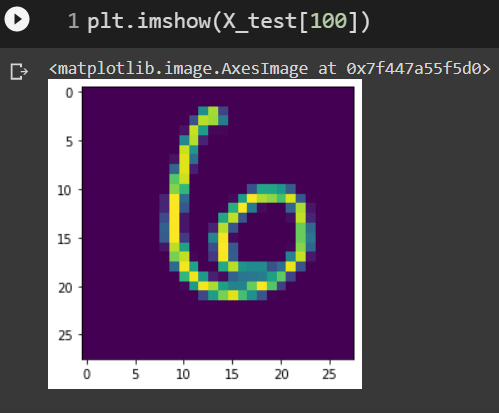 1 plt.imshow(X_test[100])
<matplotlib.image.AxesImage at 0x7f447a55f5d0>
0
5
10
15
20
25
6
0 5 10 15 20 25